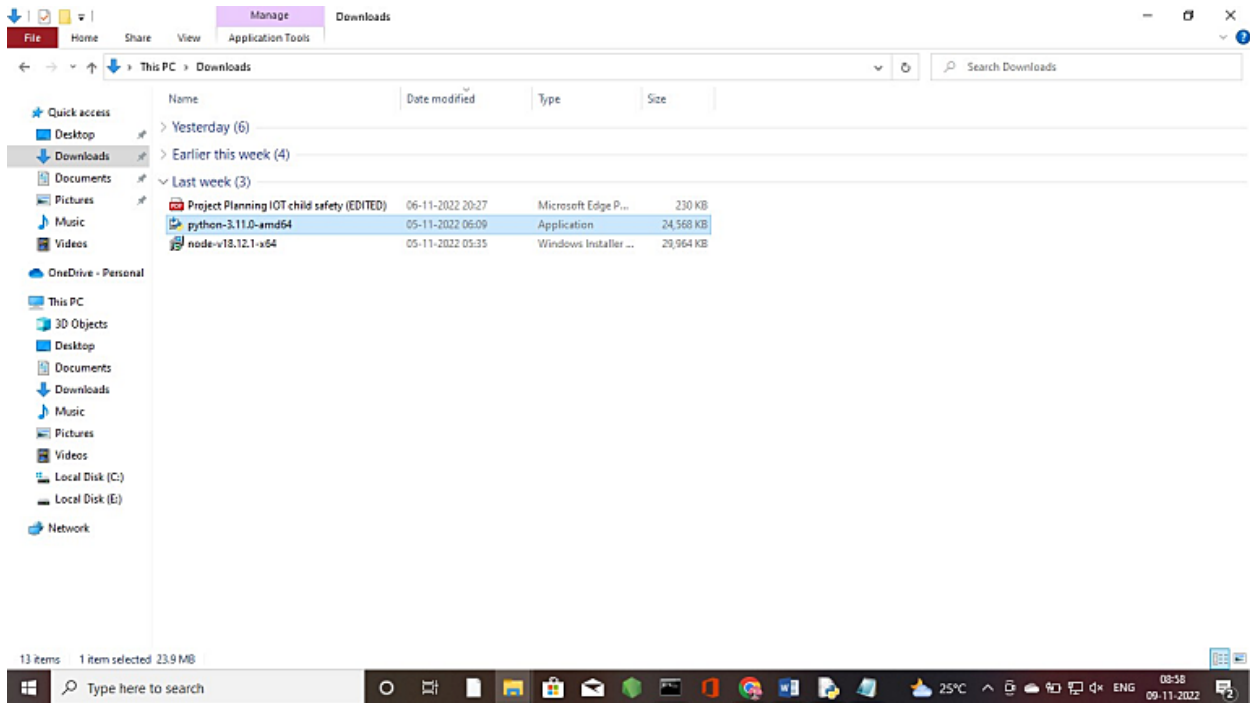 Manage Downloads
File Home Share View Application Tools
This PC Downloads Search Downloads
Name Date modified Type Size
Quick access
Desktop
Downloads
Documents
Pictures
Music
Videos
OneDrive - Personal
This PC
3D Objects
Desktop
Documents
Downloads
Music
Pictures
Videos
Local Disk (C:)
Local Disk (E:)
Network
Yesterday (6)
Earlier this week (4)
Last week (3)
Project Planning IOT child safety (EDITED) 06-11-2022 20:27 Microsoft Edge P... 230 KB
python-3.11.0-amd64 05-11-2022 06:09 Application 24,568 KB
node-v18.12.1-x64 05-11-2022 05:35 Windows Installer ... 29,964 KB
13 items 1 item selected 23.9 MB
Type here to search 25°C ENG 08:58
09-11-2022